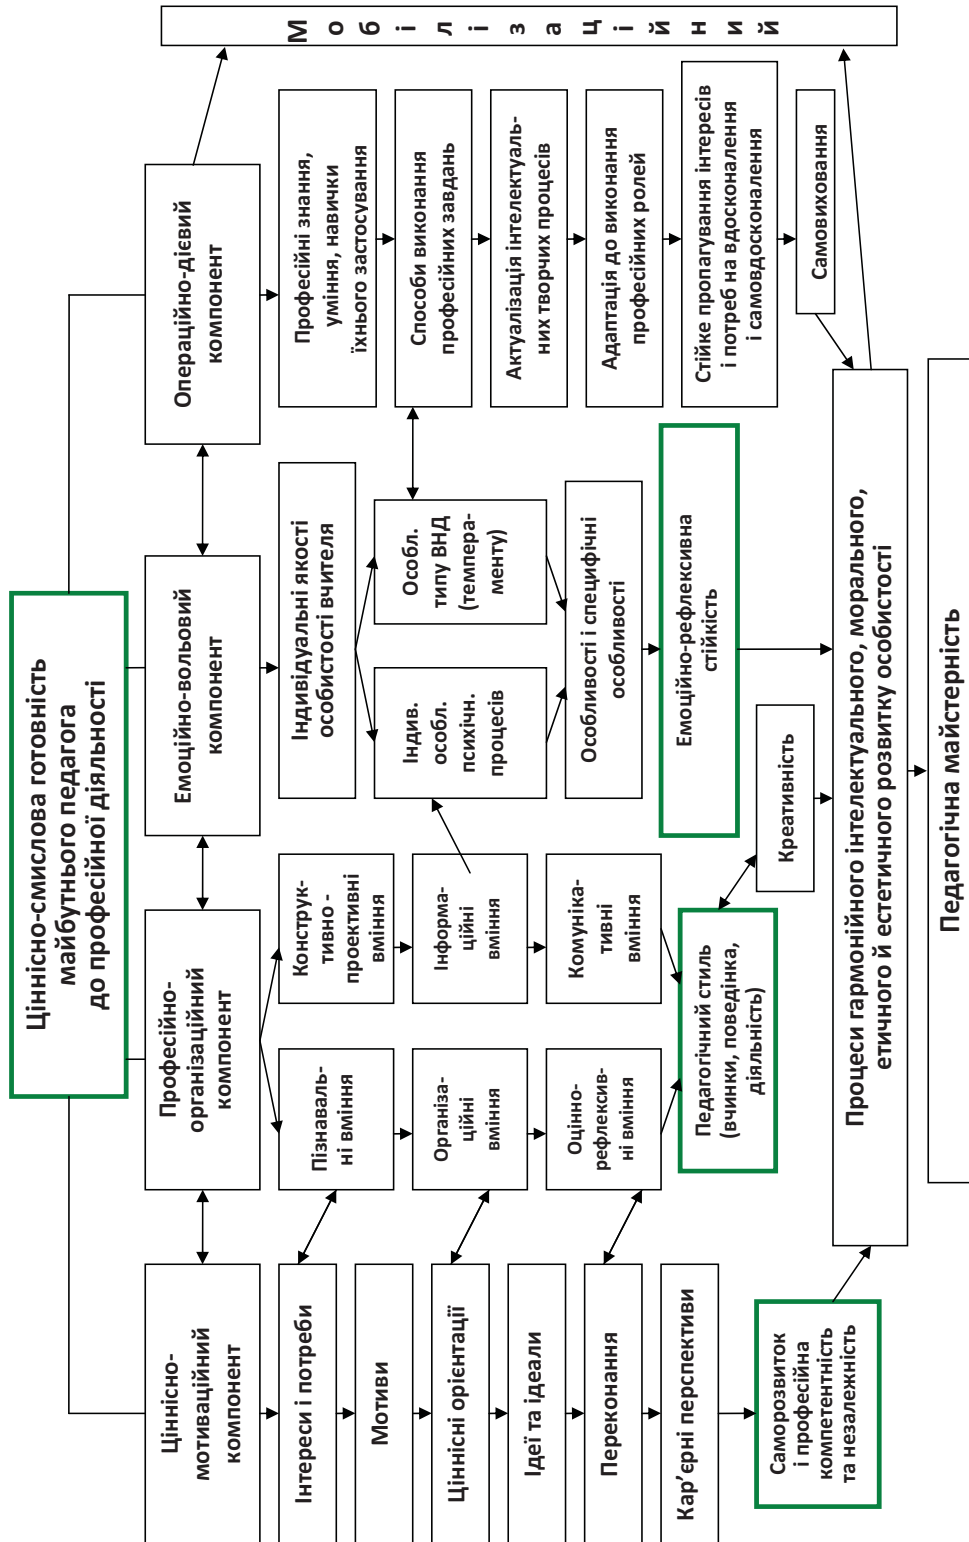 Ціннісно-смислова готовність
майбутнього педагога
до професійної діяльності
Ціннісно-
мотиваційний
компонент
Професійно-
організаційний
компонент
Емоційно-вольовий
компонент
Операційно-дієвий
компонент
Інтереси і потреби
Мотиви
Ціннісні орієнтації
Ідеї та ідеали
Переконання
Кар’єрні перспективи
Саморозвиток
і професійна
компетентність
та незалежність
Пізнаваль-
ні вміння
Організа-
ційні
вміння
Оцінно-
рефлексив-
ні вміння
Конструк-
тивно -
проективні
вміння
Інформа-
ційні
вміння
Комуніка-
тивні
вміння
Педагогічний стиль
(вчинки, поведінка,
діяльність)
Креативність
Індивідуальні якості
особистості вчителя
Індив.
особл.
психічн.
процесів
Особл.
типу ВНД
(темпера-
менту)
Особливості і специфічні
особливості
Емоційно-рефлексивна
стійкість
Професійні знання,
уміння, навички
їхнього застосування
Способи виконання
професійних завдань
Актуалізація інтелектуаль-
них творчих процесів
Адаптація до виконання
професійних ролей
Стійке пропагування інтересів
і потреб на вдосконалення
і самовдосконалення
Самовиховання
Мобілізаційний
Процеси гармонійного інтелектуального, морального,
етичного й естетичного розвитку особистості
Педагогічна майстерність